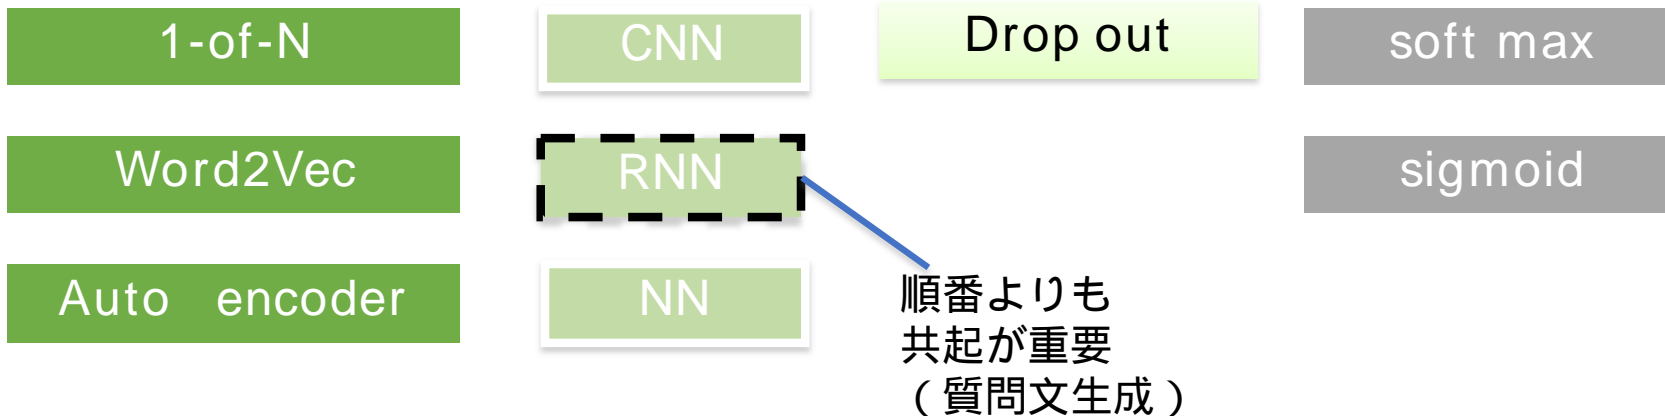 1-of-N
CNN
Drop out
soft max
Word2Vec
RNN
sigmoid
Auto encoder
NN
順番よりも
共起が重要
（質問文生成）